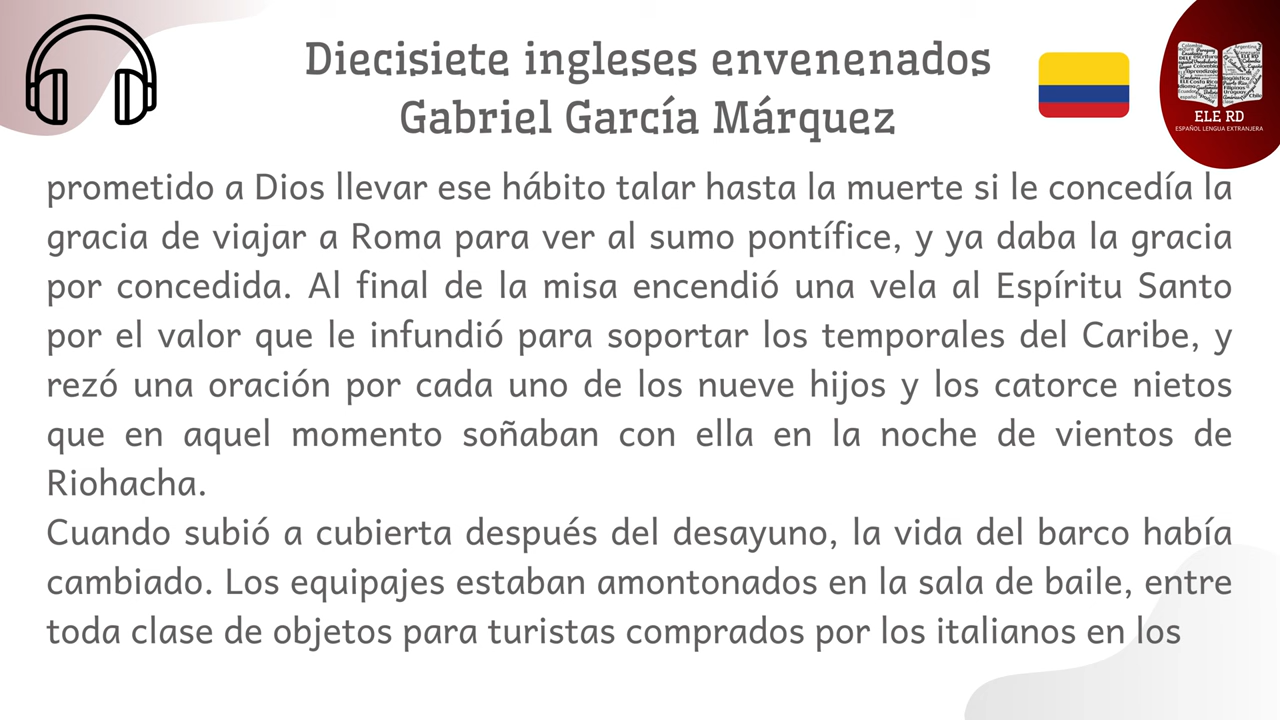 Diecisiete ingleses envenenados
Gabriel García Márquez
ELE RD
ESPAÑOL LENGUA EXTRANJERA
prometido a Dios llevar ese hábito talar hasta la muerte si le concedía la
gracia de viajar a Roma para ver al sumo pontífice, y ya daba la gracia
por concedida. Al final de la misa encendió una vela al Espíritu Santo
por el valor que le infundió para soportar los temporales del Caribe, y
rezó una oración por cada uno de los nueve hijos y los catorce nietos
que en aquel momento soñaban con ella en la noche de vientos de
Riohacha.
Cuando subió a cubierta después del desayuno, la vida del barco había
cambiado. Los equipajes estaban amontonados en la sala de baile, entre
toda clase de objetos para turistas comprados por los italianos en los